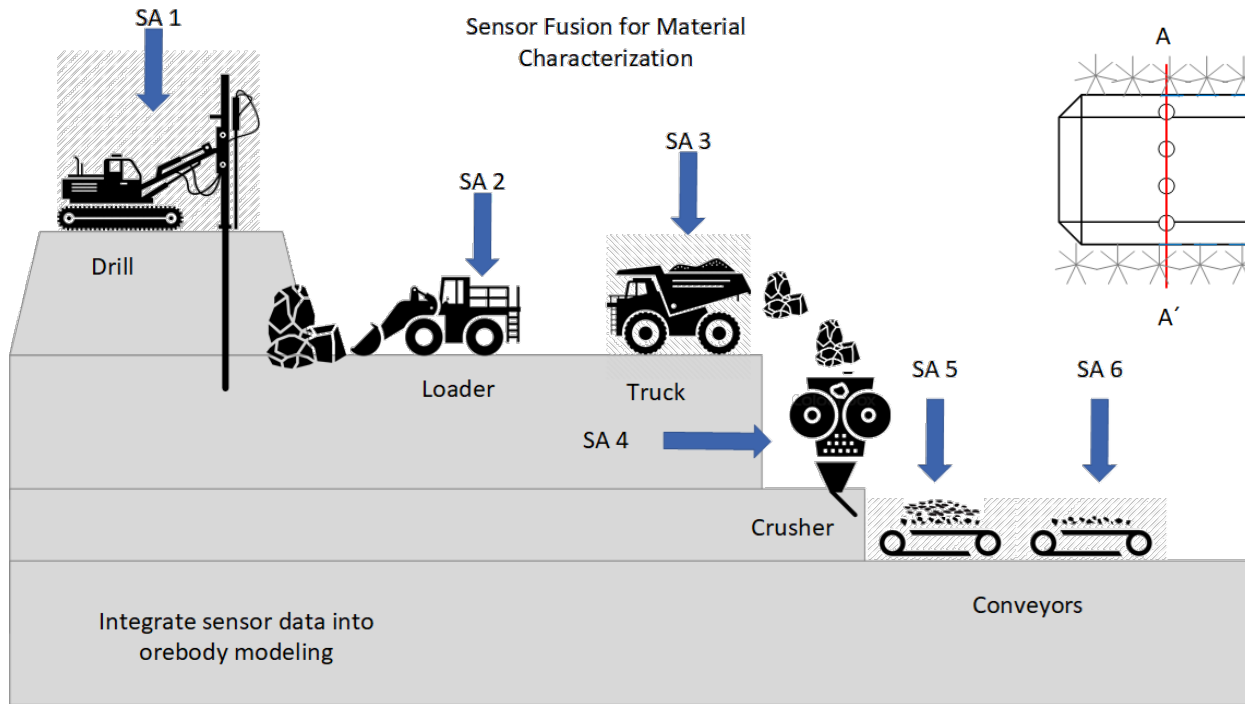 SA 1
Sensor Fusion for Material
Characterization
A
SA 3
SA 2
Drill
A´
Loader
Truck
SA 5
SA 6
SA 4
Crusher
Conveyors
Integrate sensor data into
orebody modeling